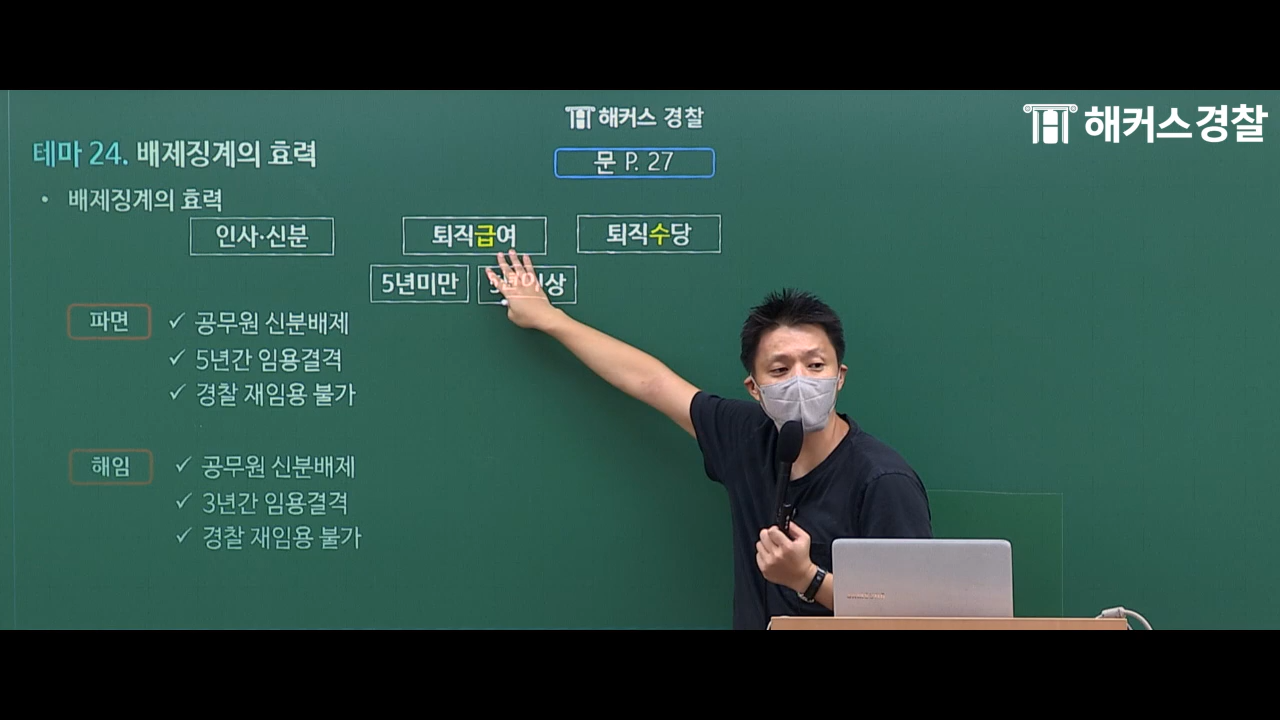 해커스 경찰
해커스경찰
테마 24. 배제징계의 효력
문 P. 27
• 배제징계의 효력
인사·신분
퇴직급여
퇴직수당
5년미만
5년이상
파면
✓ 공무원 신분배제
✓ 5년간 임용결격
✓ 경찰 재임용 불가
해임
✓ 공무원 신분배제
✓ 3년간 임용결격
✓ 경찰 재임용 불가